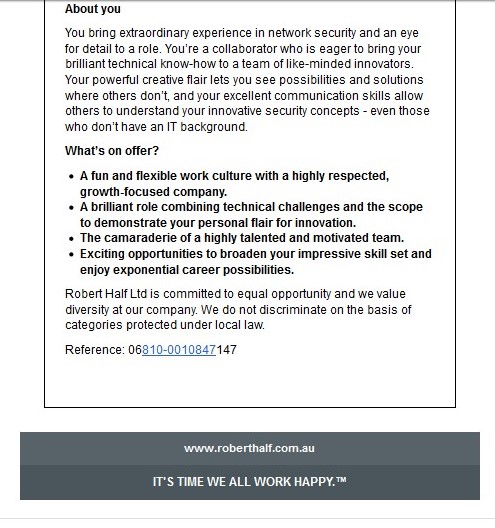 About you
You bring extraordinary experience in network security and an eye
for detail to a role. You're a collaborator who is eager to bring your
brilliant technical know-how to a team of like-minded innovators.
Your powerful creative flair lets you see possibilities and solutions
where others don't, and your excellent communication skills allow
others to understand your innovative security concepts - even those
who don't have an IT background.
What's on offer?
• A fun and flexible work culture with a highly respected,
growth-focused company.
• A brilliant role combining technical challenges and the scope
to demonstrate your personal flair for innovation.
• The camaraderie of a highly talented and motivated team.
• Exciting opportunities to broaden your impressive skill set and
enjoy exponential career possibilities.
Robert Half Ltd is committed to equal opportunity and we value
diversity at our company. We do not discriminate on the basis of
categories protected under local law.
Reference: 06810-0010847147
www.roberthalf.com.au
IT'S TIME WE ALL WORK HAPPY.™